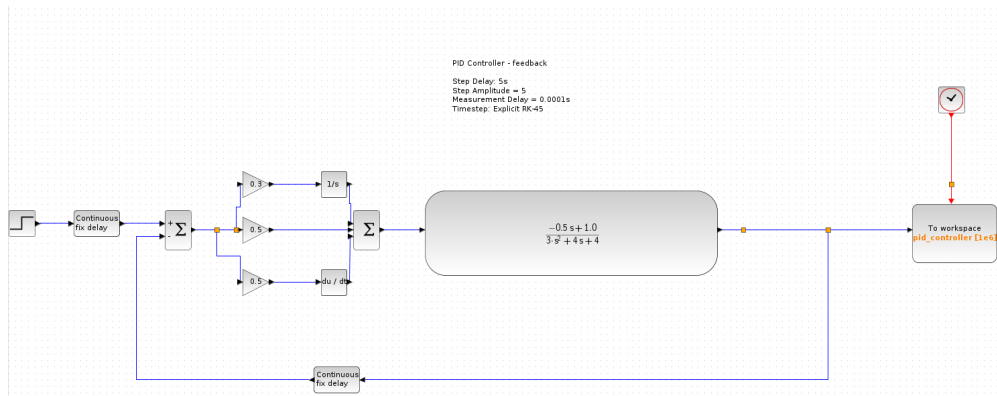 PID Controller - feedback
Step Delay: 5s
Step Amplitude = 5
Measurement Delay = 0.0001s
Timestep: Explicit RK-45
0.3
1/s
Continuous
fix delay
+
-
Σ
0.5
Σ
-0.5 s + 1.0
3·s² + 4 s + 4
To workspace
pid_controller [1e6]
0.5
du / dt
Continuous
fix delay